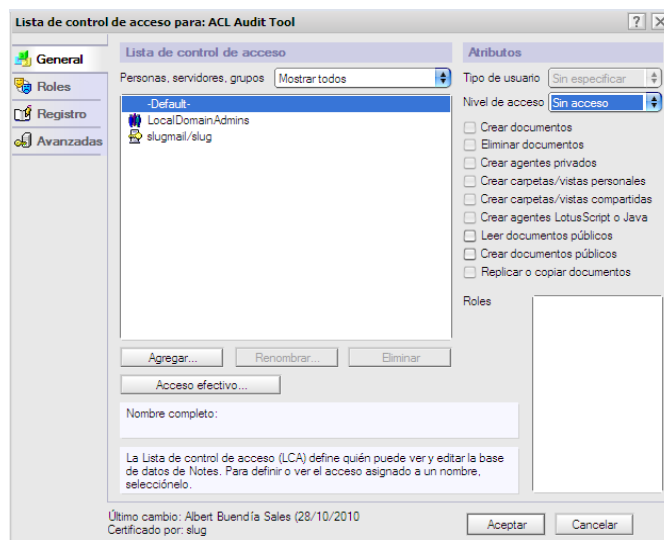 Lista de control de acceso para: ACL Audit Tool
General
Roles
Registro
Avanzadas
Lista de control de acceso
Personas, servidores, grupos Mostrar todos
-Default-
LocalDomainAdmins
slugmail/slug
Agregar... Renombrar... Eliminar
Acceso efectivo...
Nombre completo:
La Lista de control de acceso (LCA) define quién puede ver y editar la base
de datos de Notes. Para definir o ver el acceso asignado a un nombre,
selecciónelo.
Atributos
Tipo de usuario Sin especificar
Nivel de acceso Sin acceso
Crear documentos
Eliminar documentos
Crear agentes privados
Crear carpetas/vistas personales
Crear carpetas/vistas compartidas
Crear agentes LotusScript o Java
Leer documentos públicos
Crear documentos públicos
Replicar o copiar documentos
Roles
Último cambio: Albert Buendía Sales (28/10/2010
Certificado por: slug
Aceptar Cancelar